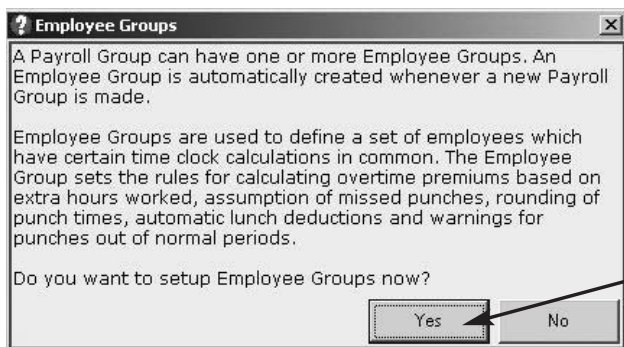 Employee Groups
A Payroll Group can have one or more Employee Groups. An
Employee Group is automatically created whenever a new Payroll
Group is made.
Employee Groups are used to define a set of employees which
have certain time clock calculations in common. The Employee
Group sets the rules for calculating overtime premiums based on
extra hours worked, assumption of missed punches, rounding of
punch times, automatic lunch deductions and warnings for
punches out of normal periods.
Do you want to setup Employee Groups now?
Yes No